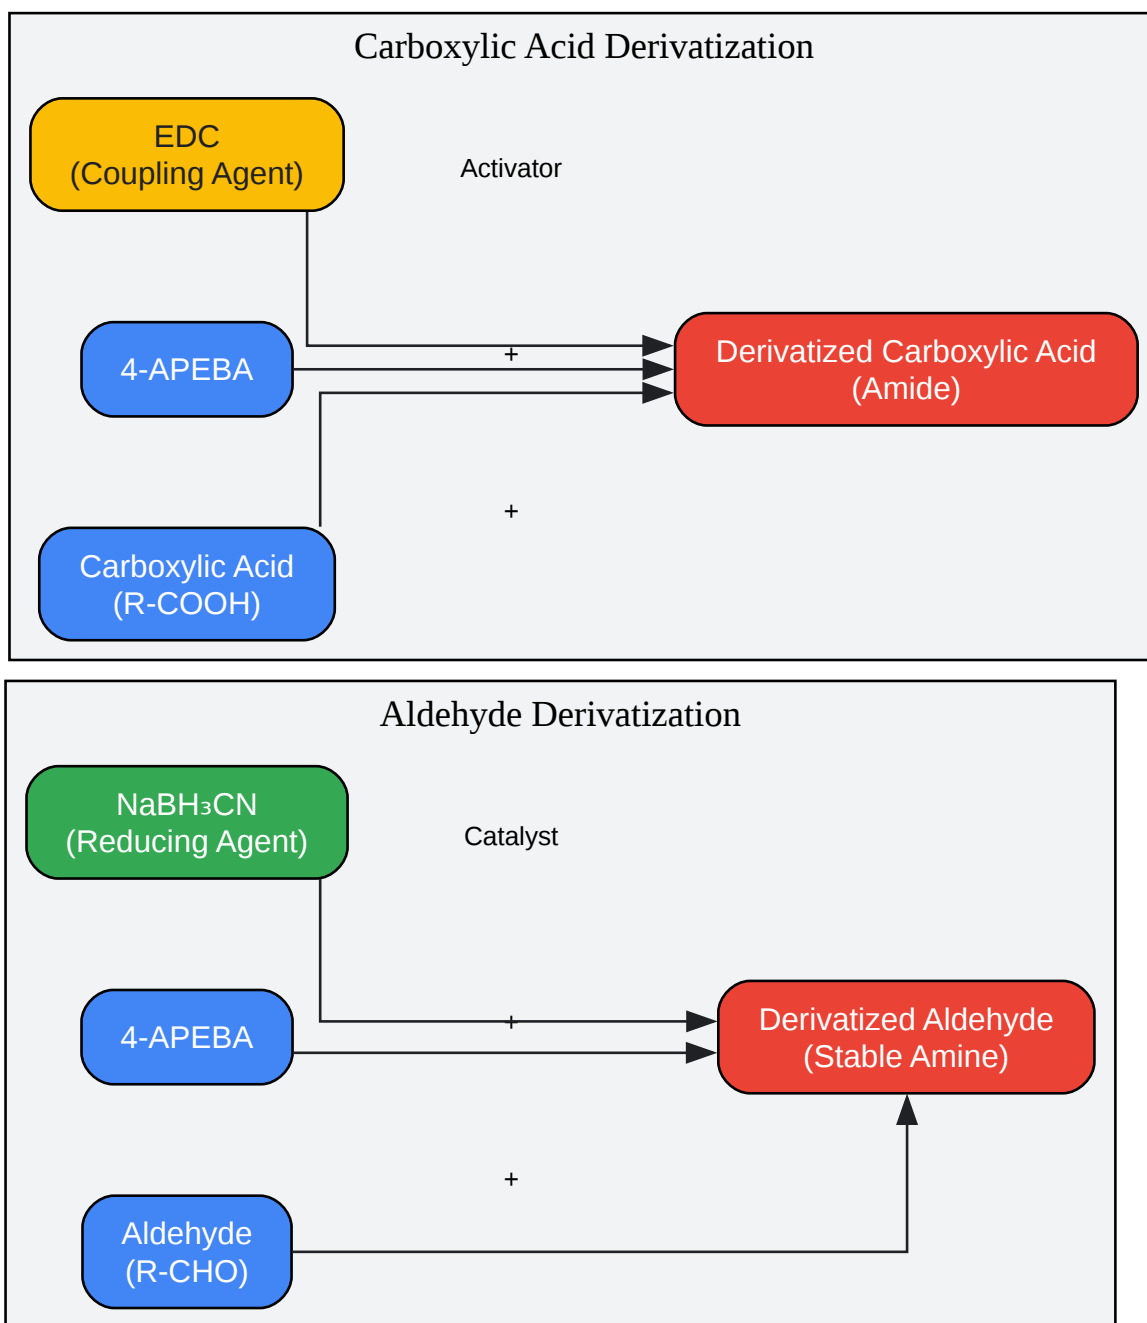 Carboxylic Acid Derivatization
EDC
(Coupling Agent)
Activator
4-APEBA
+
Derivatized Carboxylic Acid
(Amide)
+
Carboxylic Acid
(R-COOH)
Aldehyde Derivatization
NaBH₃CN
(Reducing Agent)
Catalyst
4-APEBA
+
Derivatized Aldehyde
(Stable Amine)
+
Aldehyde
(R-CHO)